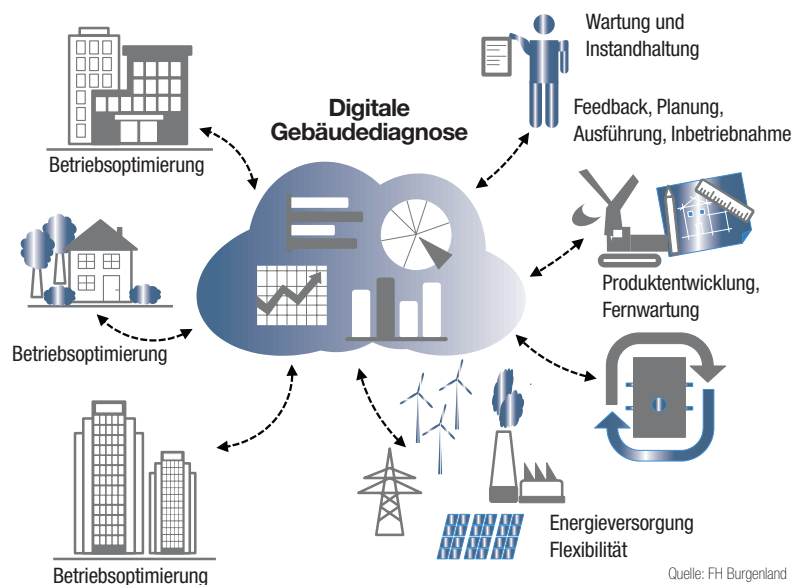 Digitale
Gebäudediagnose
Wartung und
Instandhaltung
Betriebsoptimierung
Feedback, Planung,
Ausführung, Inbetriebnahme
Betriebsoptimierung
Produktentwicklung,
Fernwartung
Betriebsoptimierung
Energieversorgung
Flexibilität
Quelle: FH Burgenland